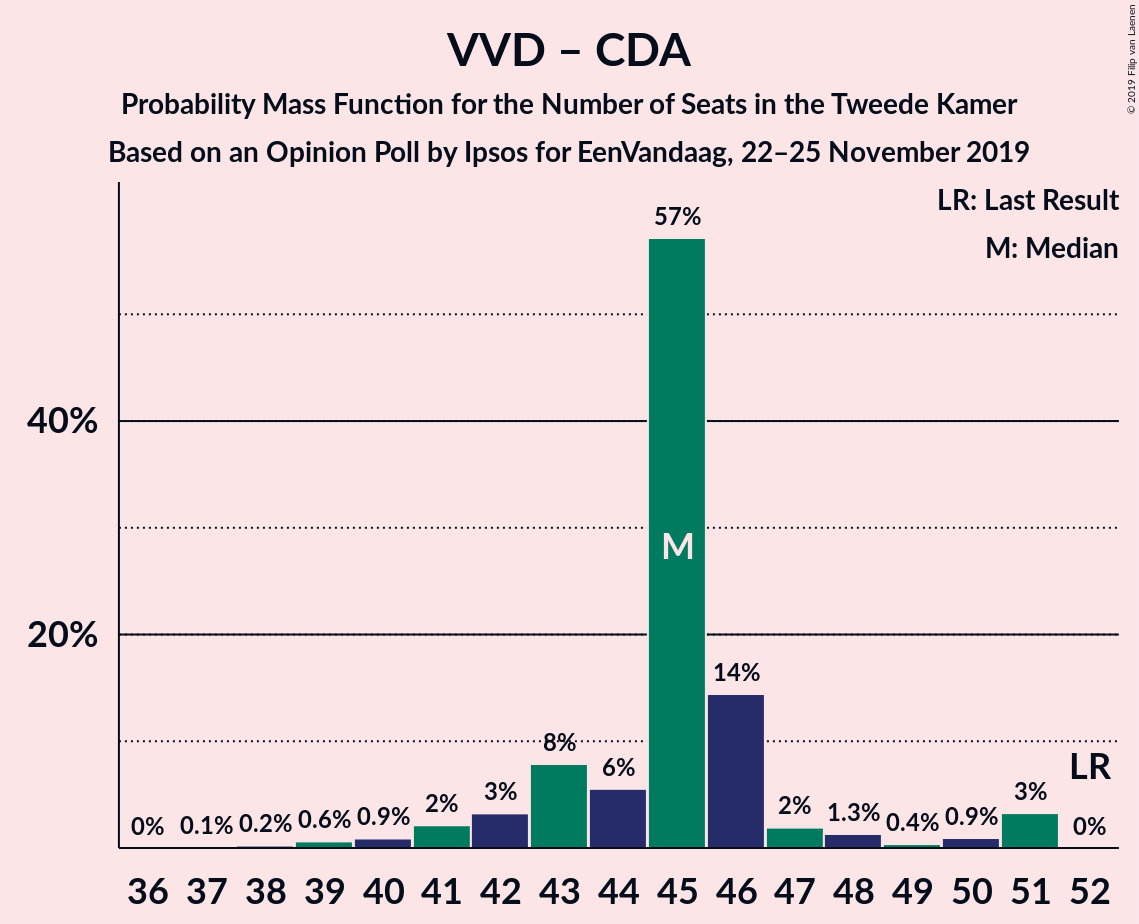 VVD – CDA
Probability Mass Function for the Number of Seats in the Tweede Kamer
Based on an Opinion Poll by Ipsos for EenVandaag, 22–25 November 2019
© 2019 Filip van Laenen
LR: Last Result
M: Median
40%
20%
0%
0.1%
0.2%
0.6%
0.9%
2%
3%
8%
6%
57%
M
14%
2%
1.3%
0.4%
0.9%
3%
LR
0%
36 37 38 39 40 41 42 43 44 45 46 47 48 49 50 51 52